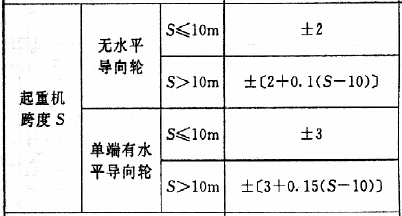 起重机
跨度 S
无水平
导向轮
S≤10m
±2
S>10m
±〔2+0.1(S-10)〕
单端有水
平导向轮
S≤10m
±3
S>10m
±〔3+0.15(S-10)〕